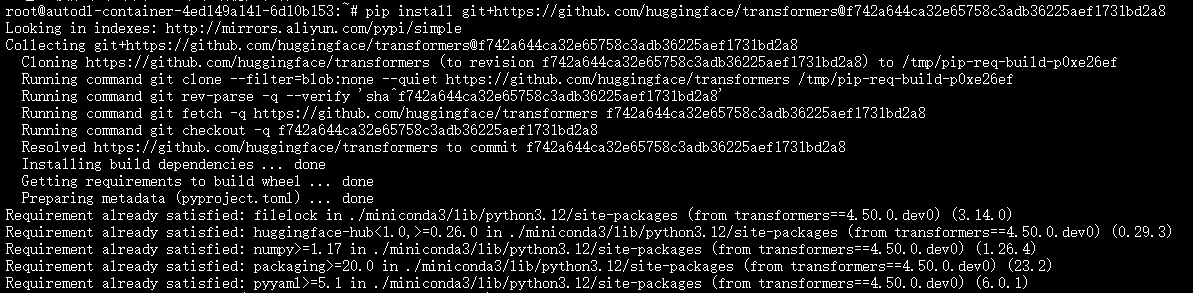 root@autodl-container-4ed149a141-6d10b153:~# pip install git+https://github.com/huggingface/transformers@f742a644ca32e65758c3adb36225aef1731bd2a8
Looking in indexes: http://mirrors.aliyun.com/pypi/simple
Collecting git+https://github.com/huggingface/transformers@f742a644ca32e65758c3adb36225aef1731bd2a8
Cloning https://github.com/huggingface/transformers (to revision f742a644ca32e65758c3adb36225aef1731bd2a8) to /tmp/pip-req-build-p0xe26ef
Running command git clone --filter=blob:none --quiet https://github.com/huggingface/transformers /tmp/pip-req-build-p0xe26ef
Running command git rev-parse -q --verify 'sha^f742a644ca32e65758c3adb36225aef1731bd2a8'
Running command git fetch -q https://github.com/huggingface/transformers f742a644ca32e65758c3adb36225aef1731bd2a8
Running command git checkout -q f742a644ca32e65758c3adb36225aef1731bd2a8
Resolved https://github.com/huggingface/transformers to commit f742a644ca32e65758c3adb36225aef1731bd2a8
Installing build dependencies ... done
Getting requirements to build wheel ... done
Preparing metadata (pyproject.toml) ... done
Requirement already satisfied: filelock in ./miniconda3/lib/python3.12/site-packages (from transformers==4.50.0.dev0) (3.14.0)
Requirement already satisfied: huggingface-hub<1.0,>=0.26.0 in ./miniconda3/lib/python3.12/site-packages (from transformers==4.50.0.dev0) (0.29.3)
Requirement already satisfied: numpy>=1.17 in ./miniconda3/lib/python3.12/site-packages (from transformers==4.50.0.dev0) (1.26.4)
Requirement already satisfied: packaging>=20.0 in ./miniconda3/lib/python3.12/site-packages (from transformers==4.50.0.dev0) (23.2)
Requirement already satisfied: pyyaml>=5.1 in ./miniconda3/lib/python3.12/site-packages (from transformers==4.50.0.dev0) (6.0.1)